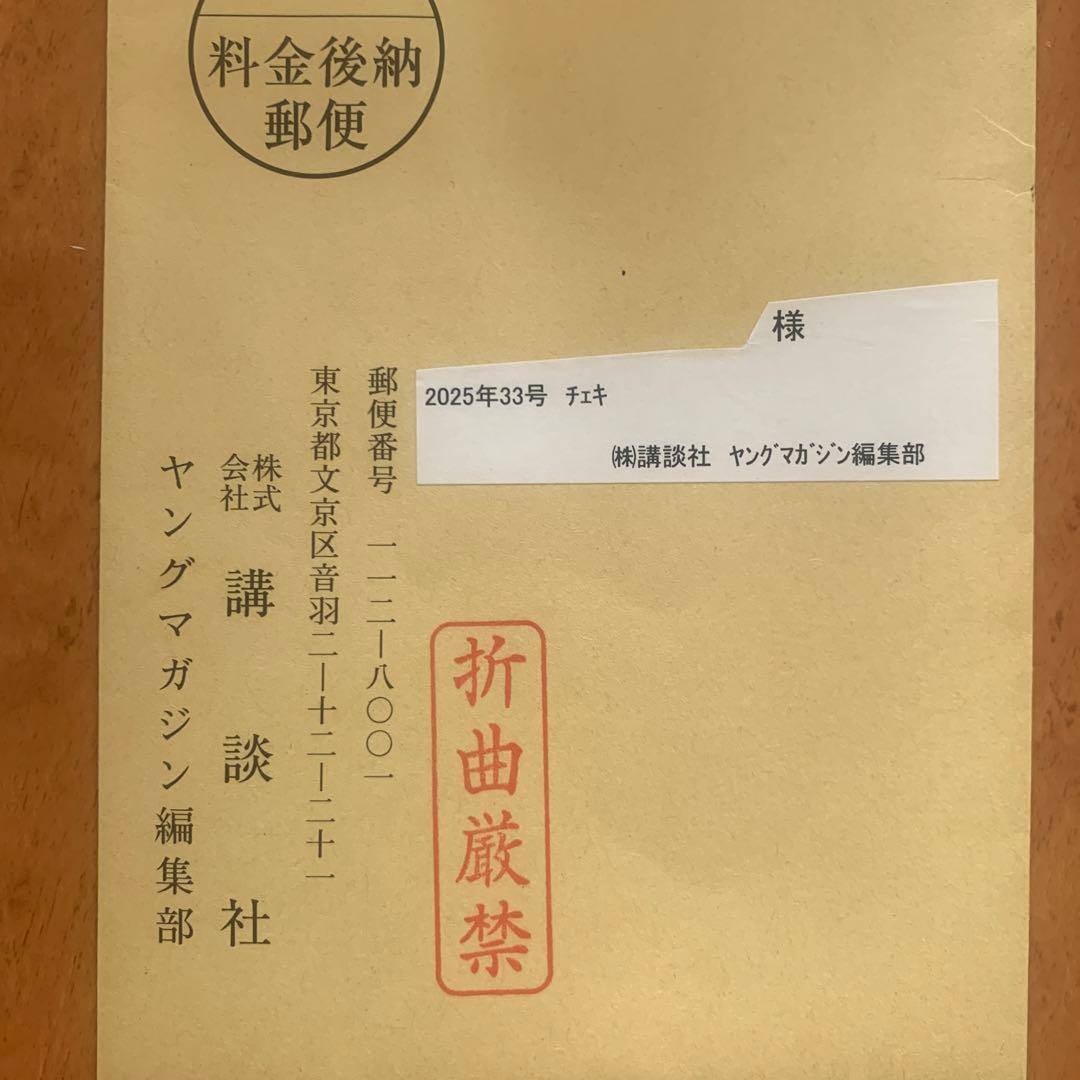 料金後納
郵便
様
2025年33号 ﾁｪｷ
㈱講談社 ﾔﾝｸﾞﾏｶﾞｼﾞﾝ編集部
郵便番号 一一二―八〇〇一
東京都文京区音羽二―十二―二十一
株式
会社
講談社
ヤングマガジン編集部
折曲厳禁